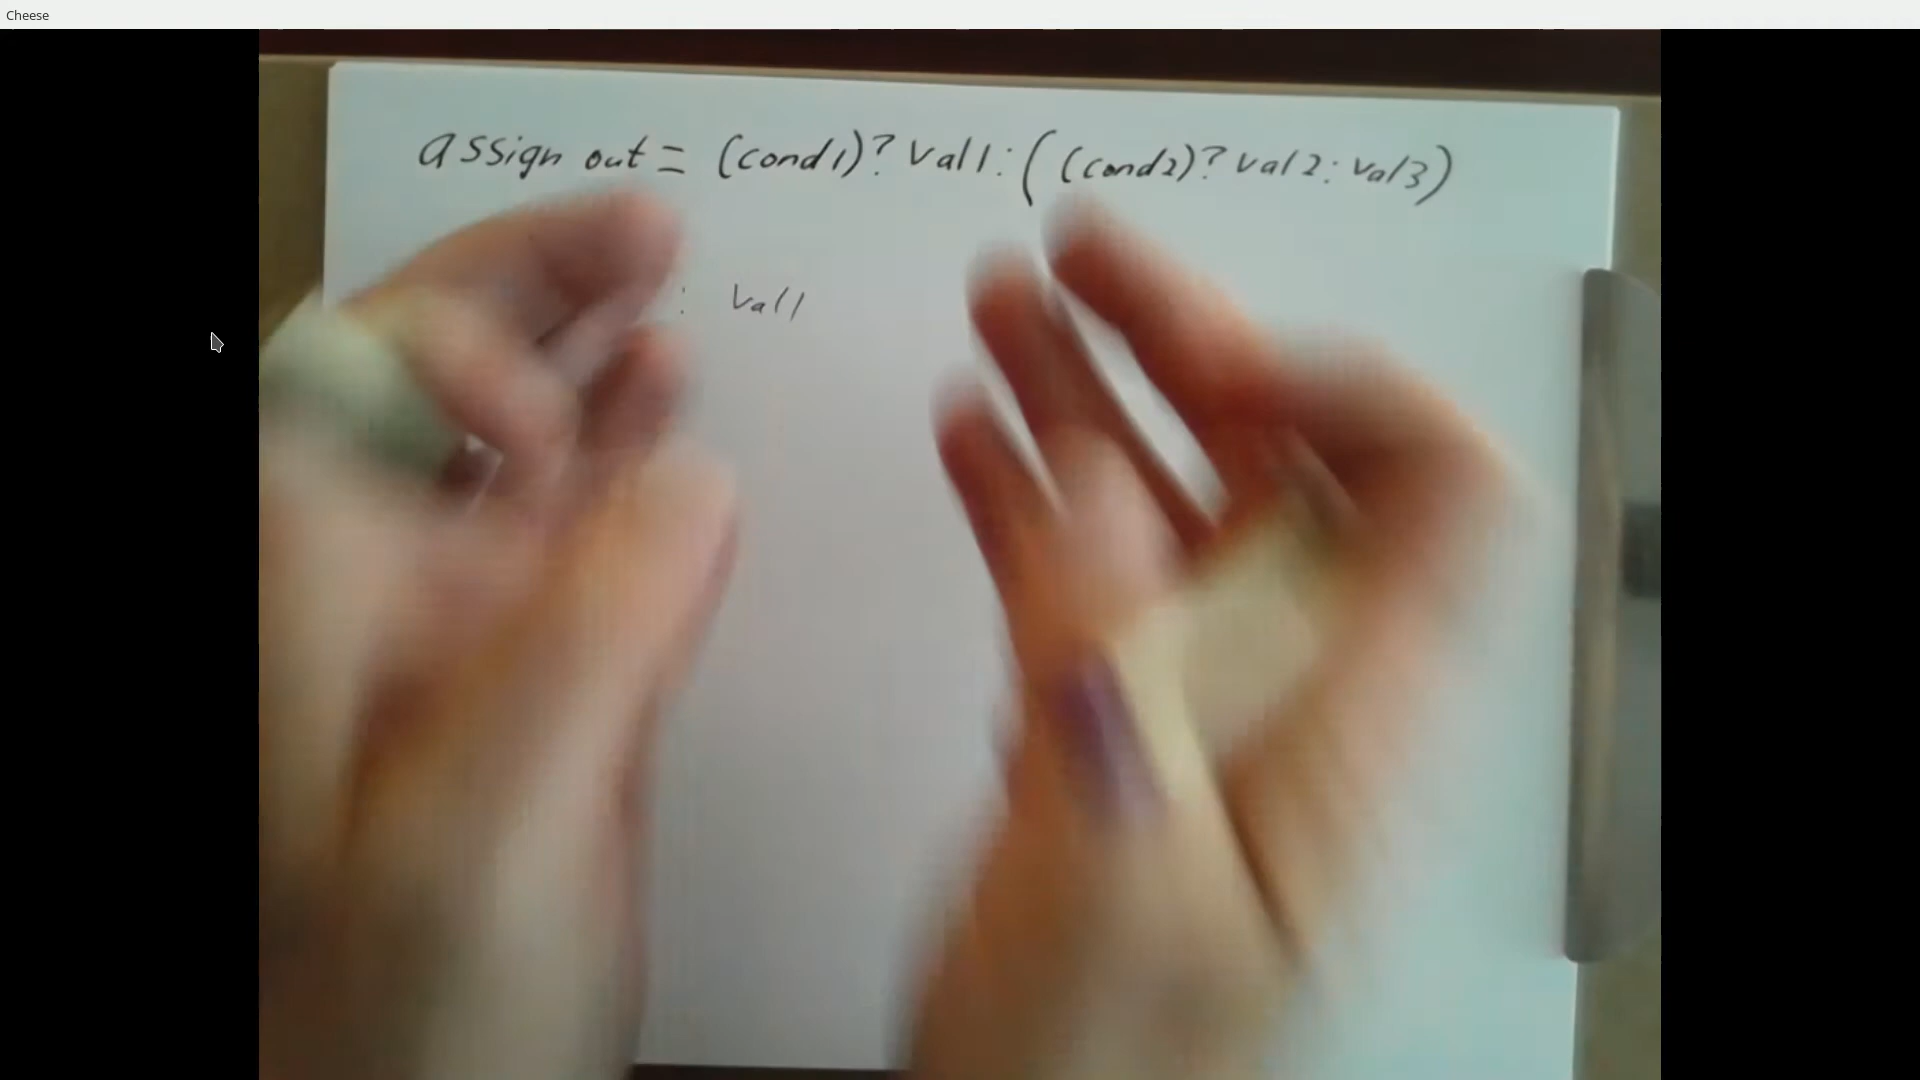 Cheese
assign out = (cond1)? val1: ((cond2)? val2: val3)
: val1